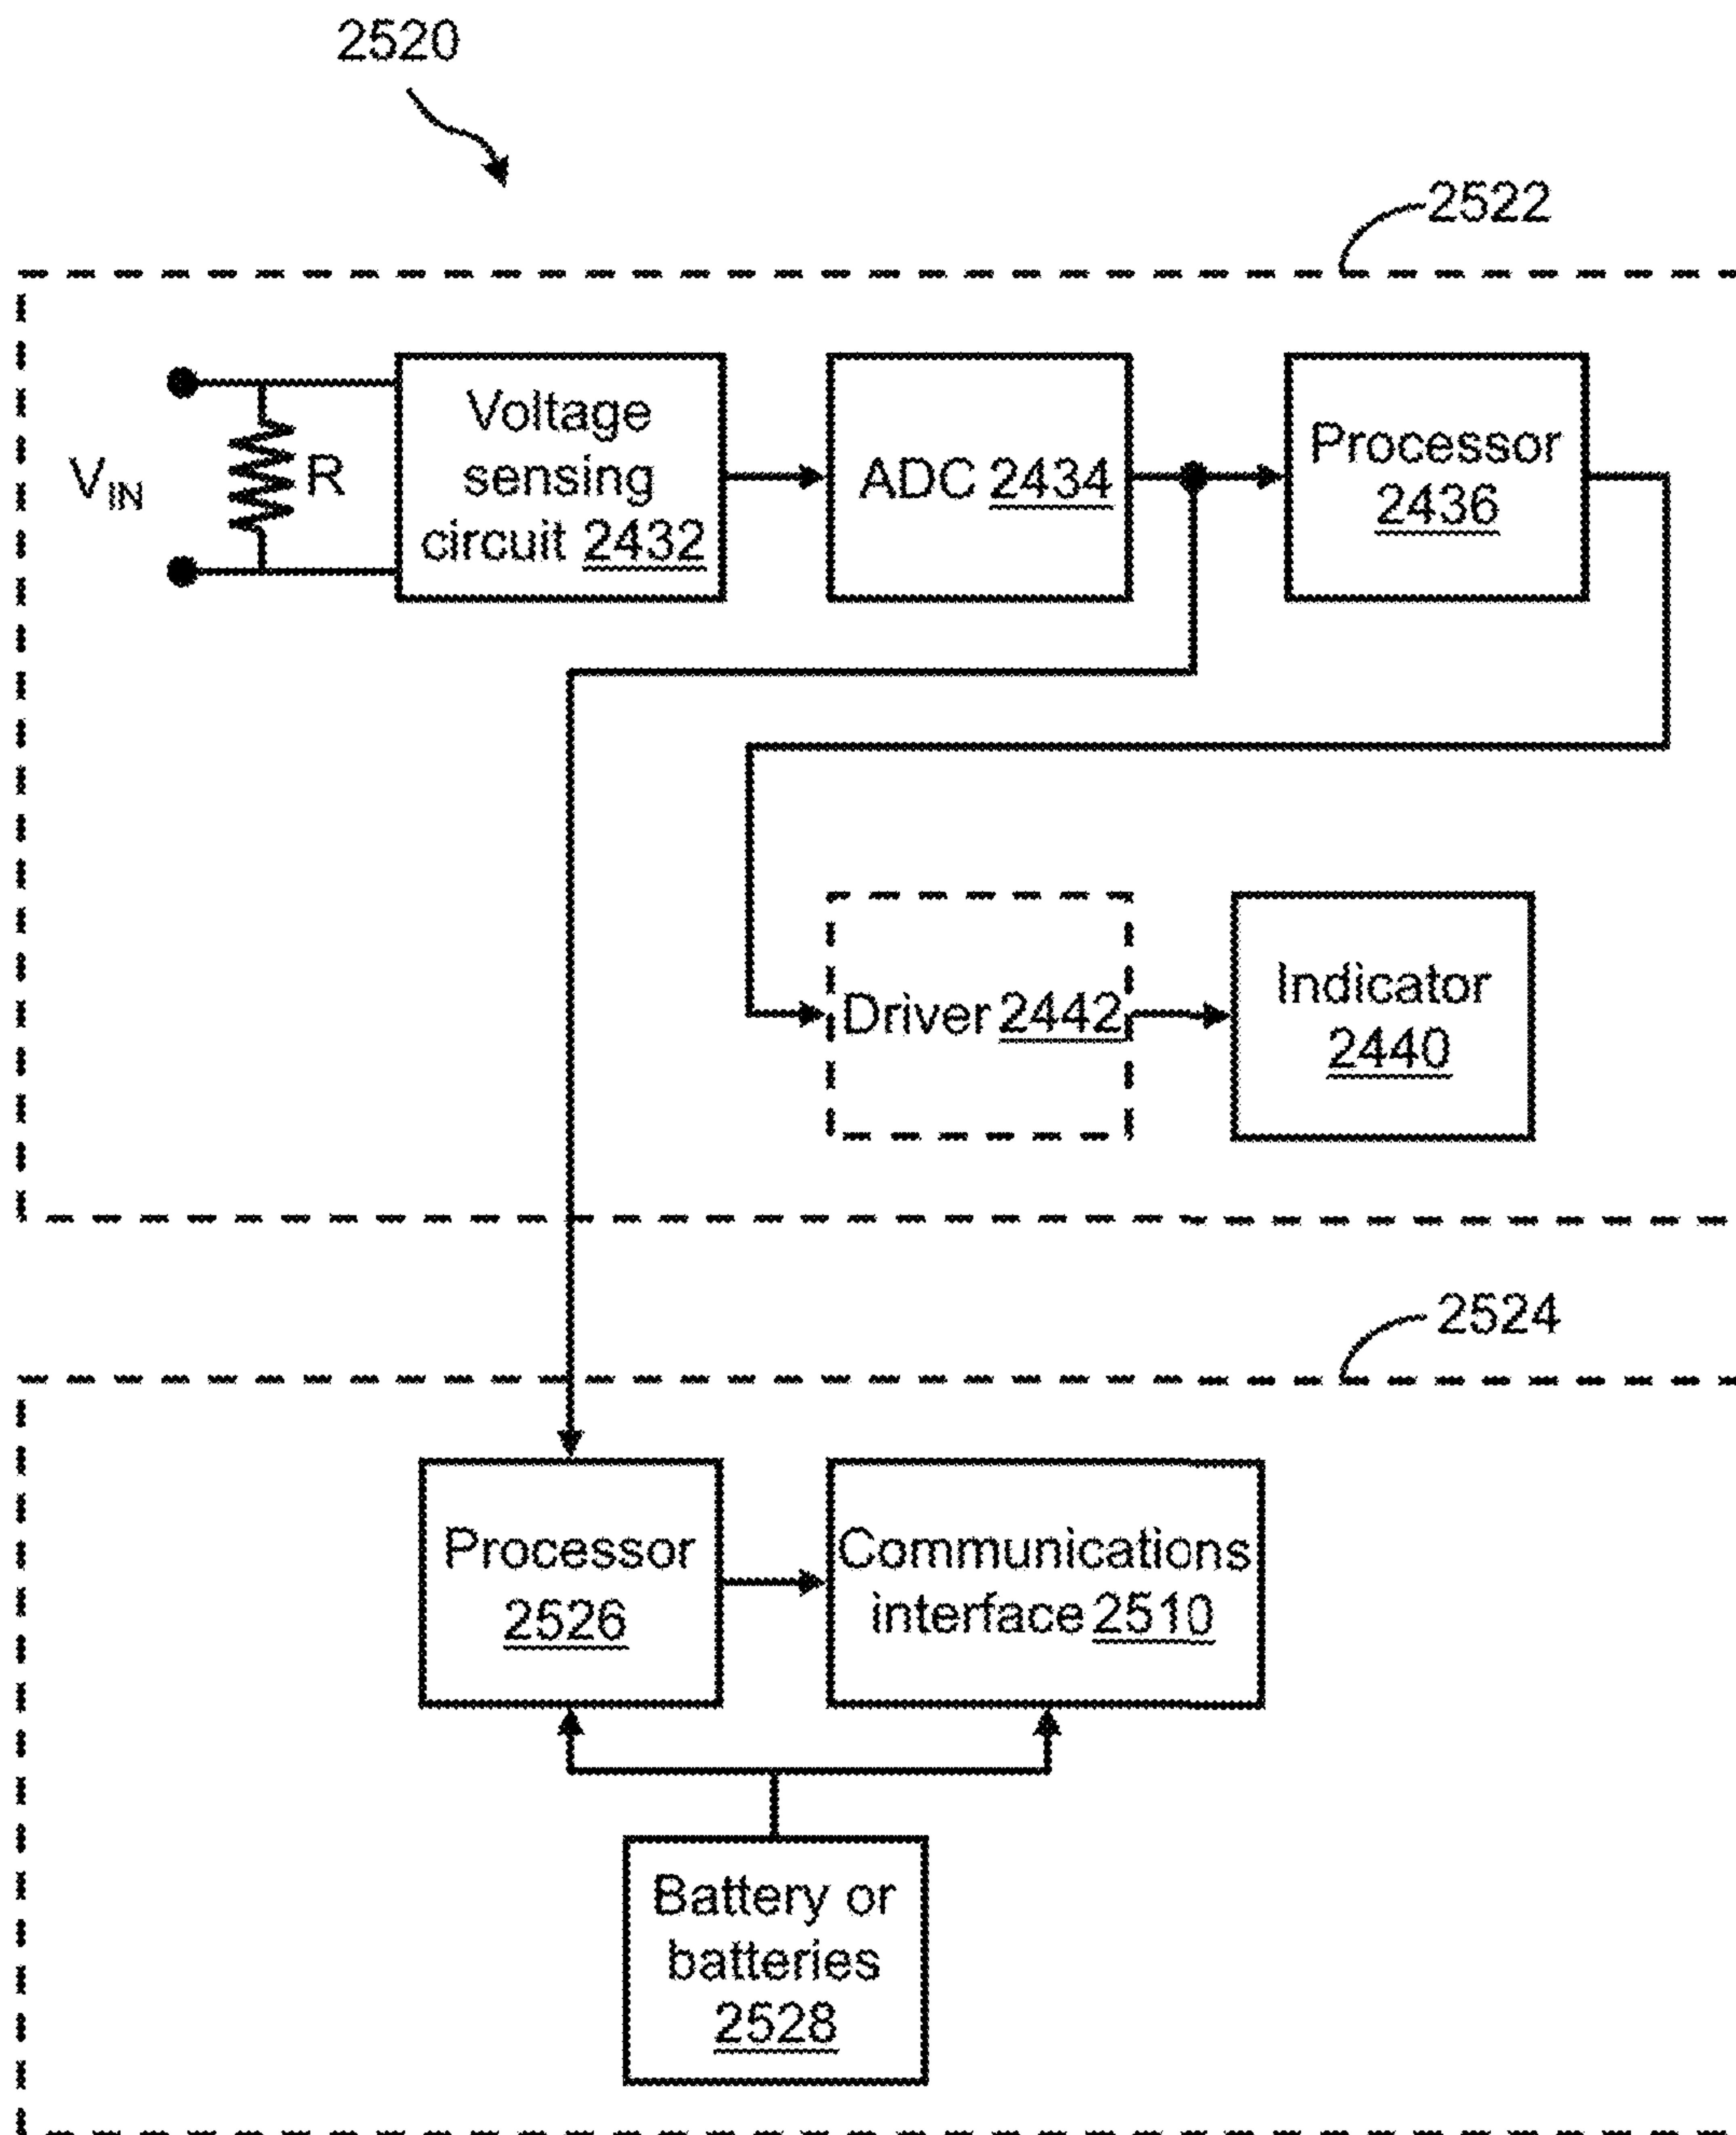 2520
2522
Voltage
sensing
circuit 2432
ADC 2434
Processor
2436
V_IN
R
Driver 2442
Indicator
2440
2524
Processor
2526
Communications
interface 2510
Battery or
batteries
2528